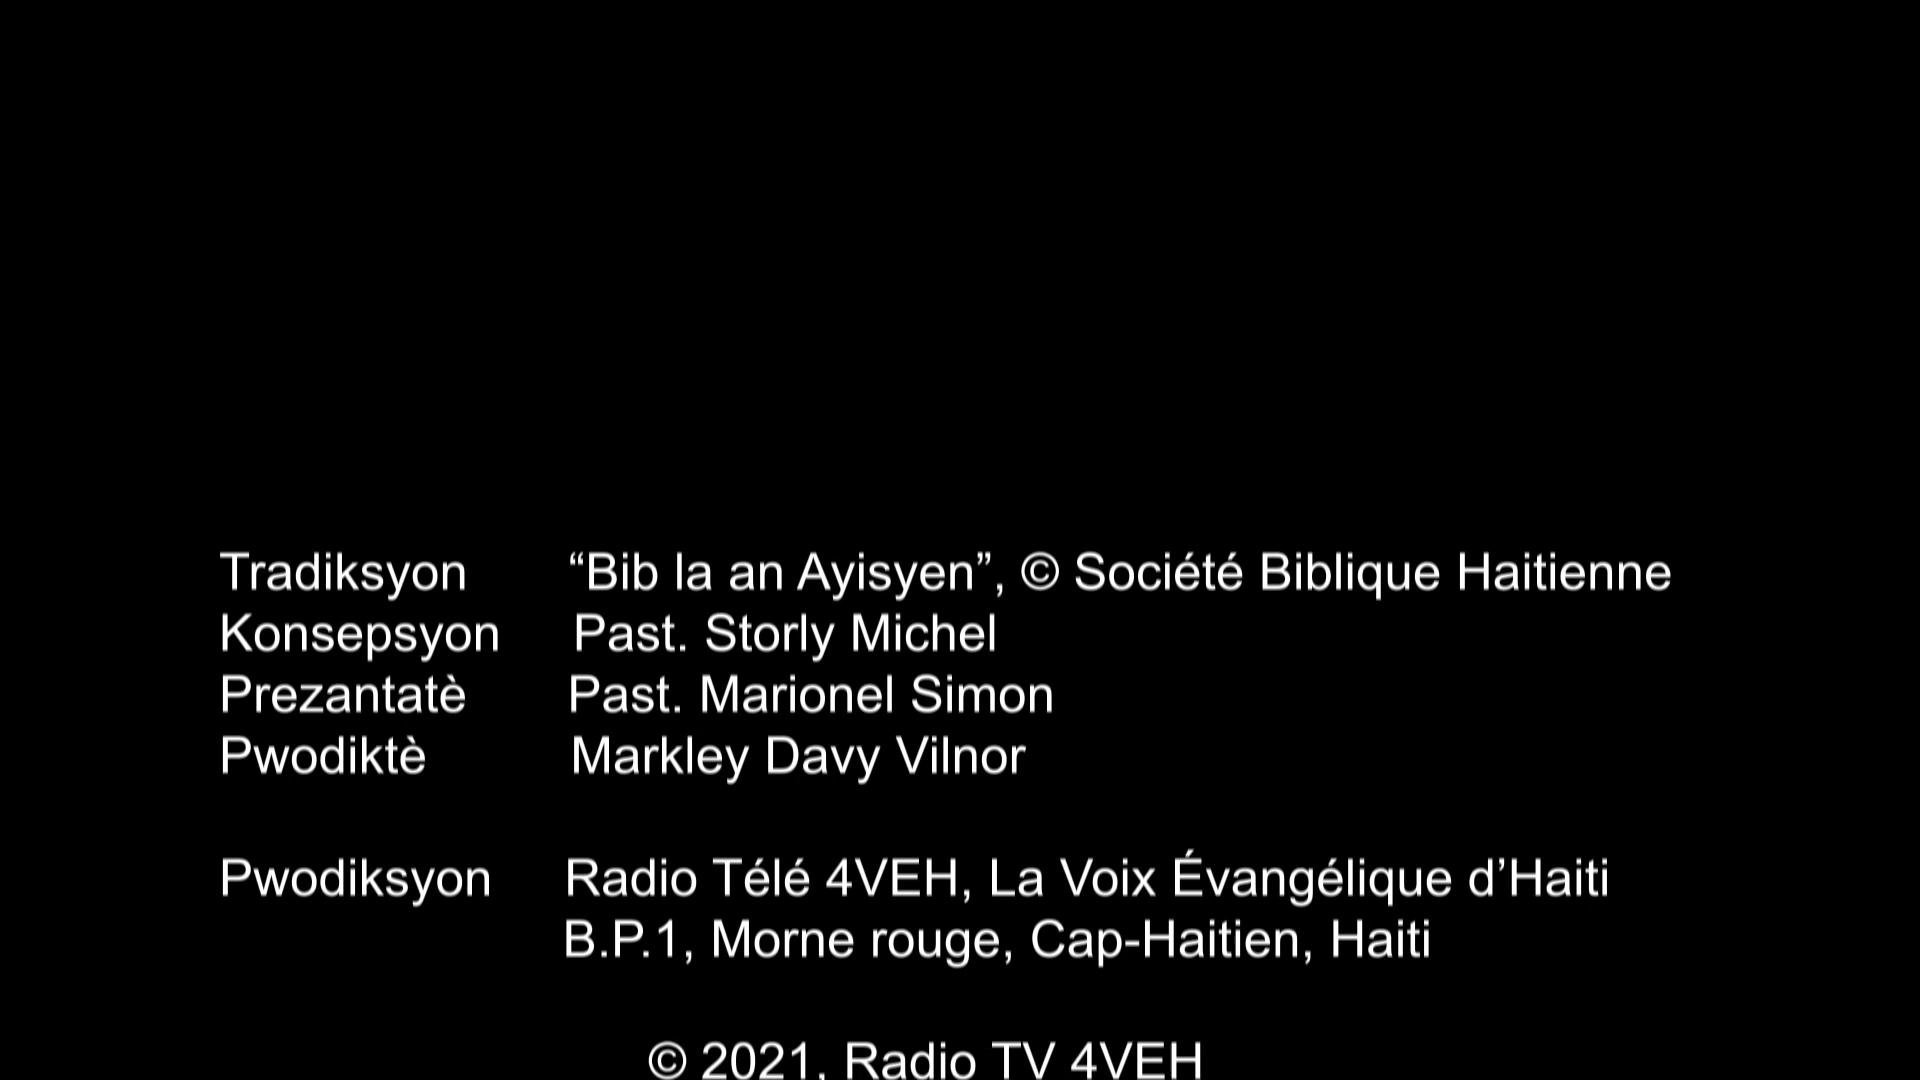 Tradiksyon “Bib la an Ayisyen”, © Société Biblique Haitienne
Konsepsyon Past. Storly Michel
Prezantatè Past. Marionel Simon
Pwodiktè Markley Davy Vilnor
Pwodiksyon Radio Télé 4VEH, La Voix Évangélique d’Haiti
B.P.1, Morne rouge, Cap-Haitien, Haiti
© 2021, Radio TV 4VEH